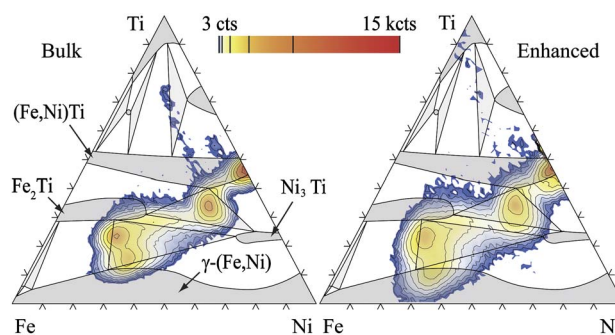 Ti
3 cts 15 kcts
Ti
Bulk
Enhanced
(Fe,Ni)Ti
Fe2Ti
Ni3 Ti
γ-(Fe,Ni)
Fe
Ni
Fe
N